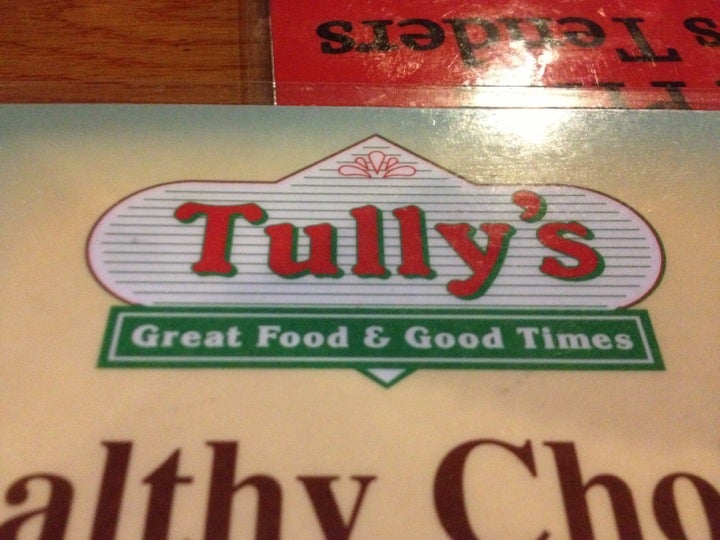 s Tenders
Tully's
Great Food & Good Times
althy Cho